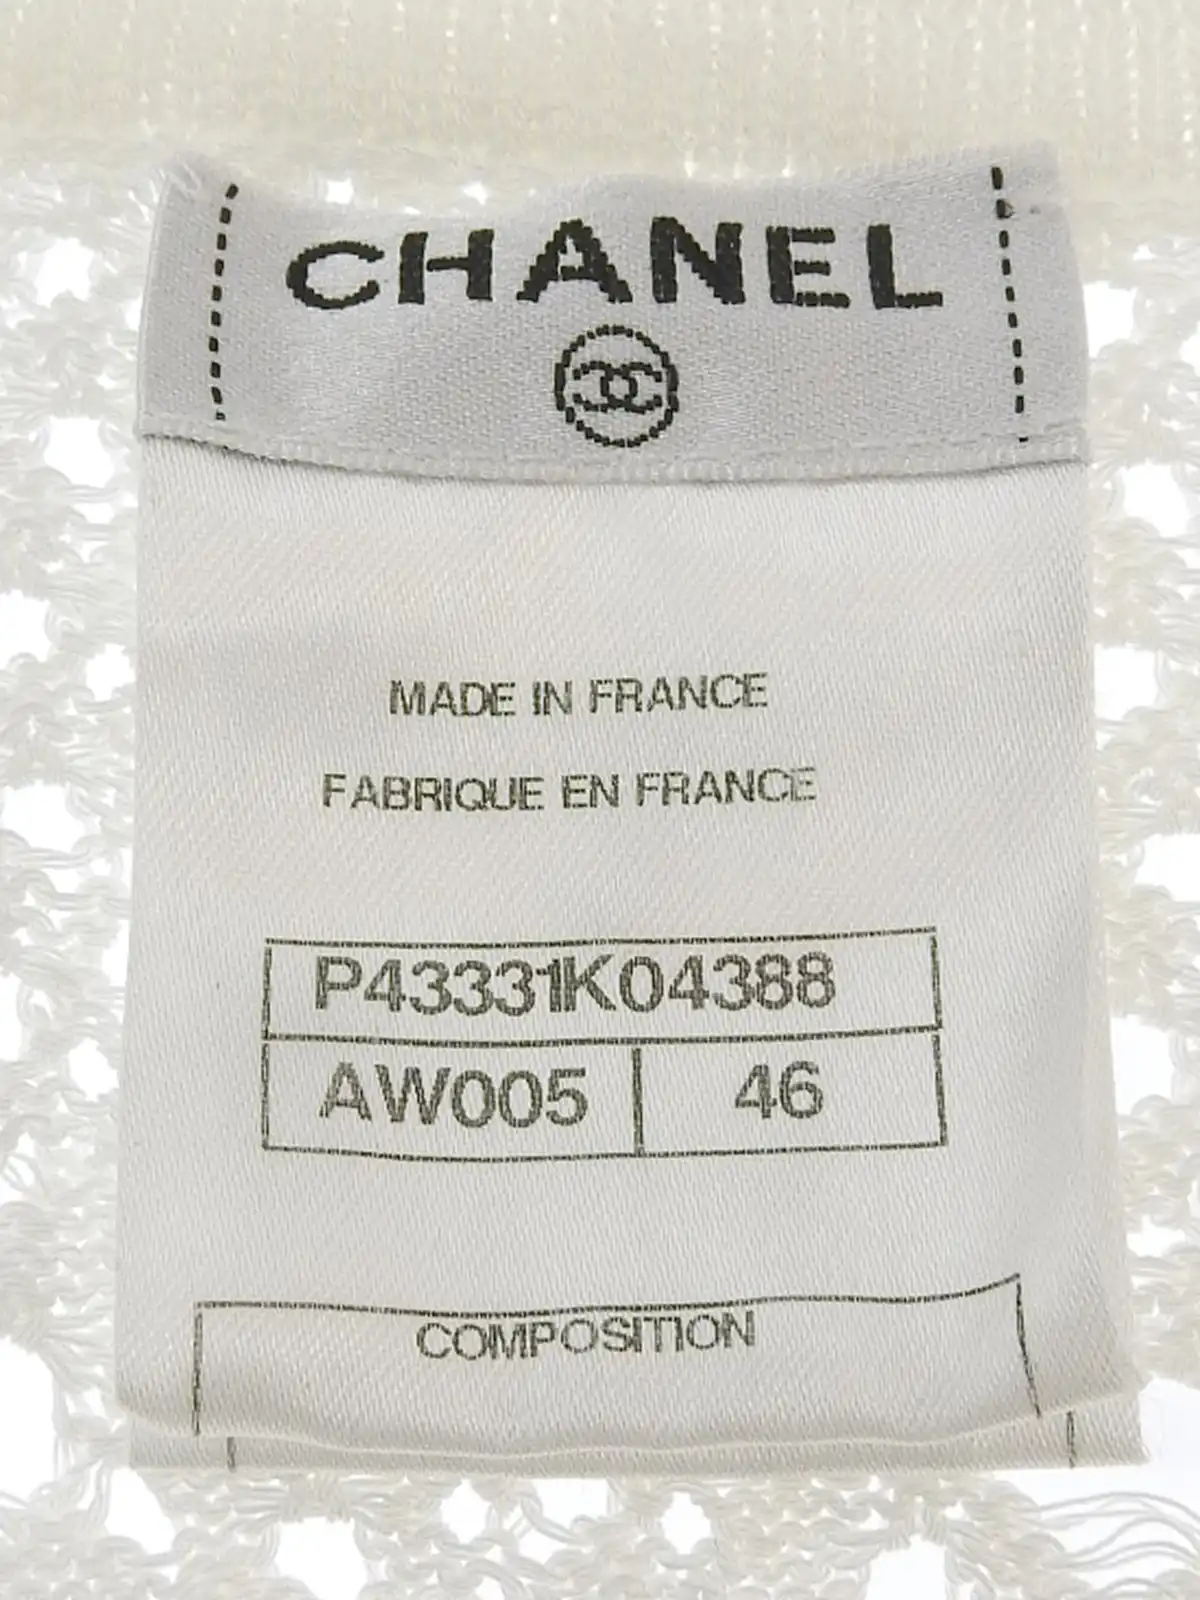 CHANEL
MADE IN FRANCE
FABRIQUE EN FRANCE
P43331K04388
AW005 46
COMPOSITION